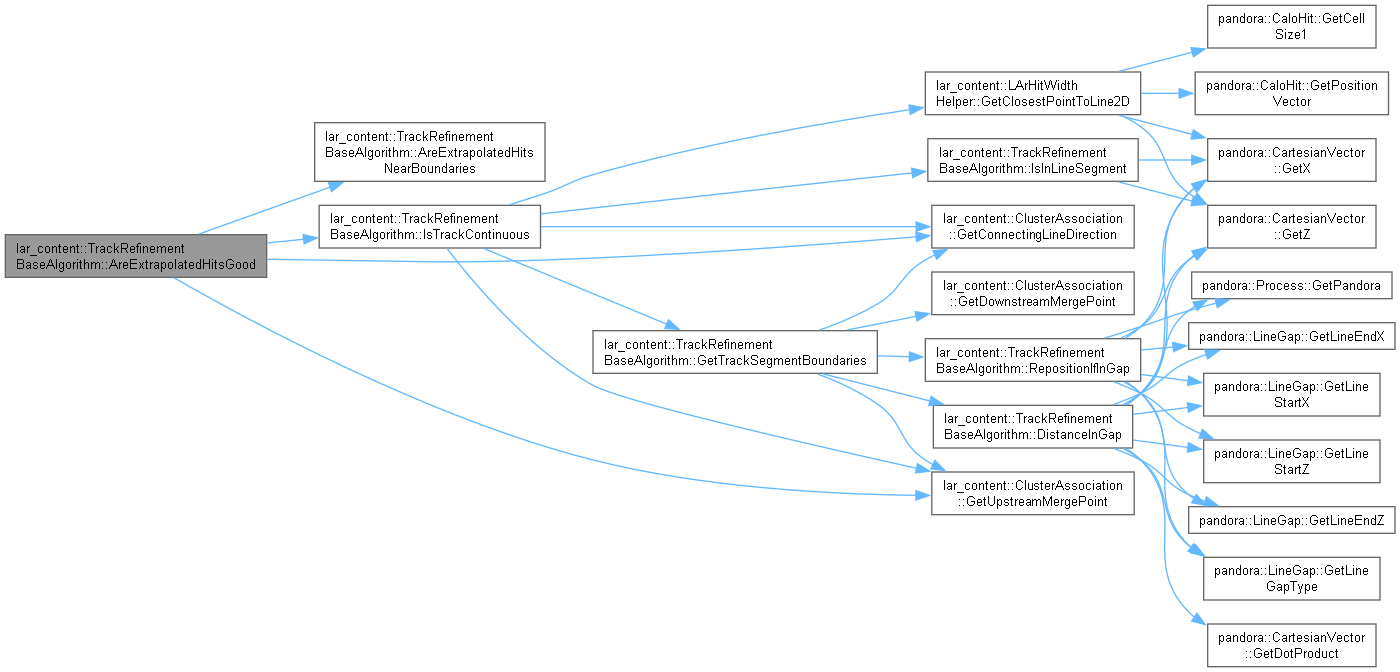 lar_content::TrackRefinement
BaseAlgorithm::AreExtrapolatedHitsGood
lar_content::TrackRefinement
BaseAlgorithm::AreExtrapolatedHits
NearBoundaries
lar_content::TrackRefinement
BaseAlgorithm::IsTrackContinuous
lar_content::TrackRefinement
BaseAlgorithm::GetTrackSegmentBoundaries
lar_content::LArHitWidth
Helper::GetClosestPointToLine2D
lar_content::TrackRefinement
BaseAlgorithm::IsInLineSegment
lar_content::ClusterAssociation
::GetConnectingLineDirection
lar_content::ClusterAssociation
::GetDownstreamMergePoint
lar_content::TrackRefinement
BaseAlgorithm::RepositionIfInGap
lar_content::TrackRefinement
BaseAlgorithm::DistanceInGap
lar_content::ClusterAssociation
::GetUpstreamMergePoint
pandora::CaloHit::GetCell
Size1
pandora::CaloHit::GetPosition
Vector
pandora::CartesianVector
::GetX
pandora::CartesianVector
::GetZ
pandora::Process::GetPandora
pandora::LineGap::GetLineEndX
pandora::LineGap::GetLine
StartX
pandora::LineGap::GetLine
StartZ
pandora::LineGap::GetLineEndZ
pandora::LineGap::GetLine
GapType
pandora::CartesianVector
::GetDotProduct